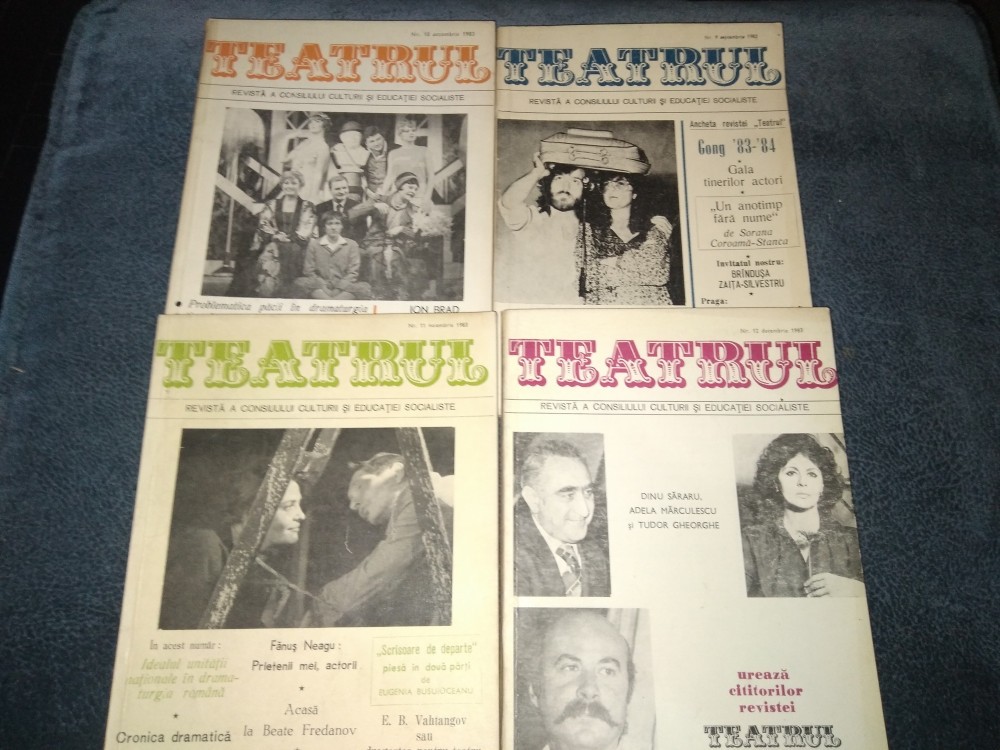 Nr. 10 octombrie 1983
TEATRUL
REVISTĂ A CONSILIULUI CULTURII ȘI EDUCAȚIEI SOCIALISTE
• Problematica păcii în dramaturgia
ION BRAD
Nr. 9 septembrie 1983
TEATRUL
REVISTĂ A CONSILIULUI CULTURII ȘI EDUCAȚIEI SOCIALISTE
Ancheta revistei „Teatrul"
Gong '83-'84
Gala
tinerilor actori
„Un anotimp
fără nume"
de Sorana
Coroamă-Stanca
Invitatul nostru:
BRÎNDUȘA
ZAIȚA-SILVESTRU
Praga:
Nr. 11 noiembrie 1983
TEATRUL
REVISTĂ A CONSILIULUI CULTURII ȘI EDUCAȚIEI SOCIALISTE
In acest număr:
Idealul unității
naționale în drama-
turgia română
★
Cronica dramatică
Fănuș Neagu:
Prietenii mei, actorii
★
Acasă
la Beate Fredanov
„Scrisoare de departe"
piesă în două părți
de
EUGENIA BUSUIOCEANU
★
E. B. Vahtangov
sau
Nr. 12 decembrie 1983
TEATRUL
REVISTĂ A CONSILIULUI CULTURII ȘI EDUCAȚIEI SOCIALISTE
DINU SĂRARU,
ADELA MĂRCULESCU
și TUDOR GHEORGHE
urează
cititorilor
revistei
TEATRUL